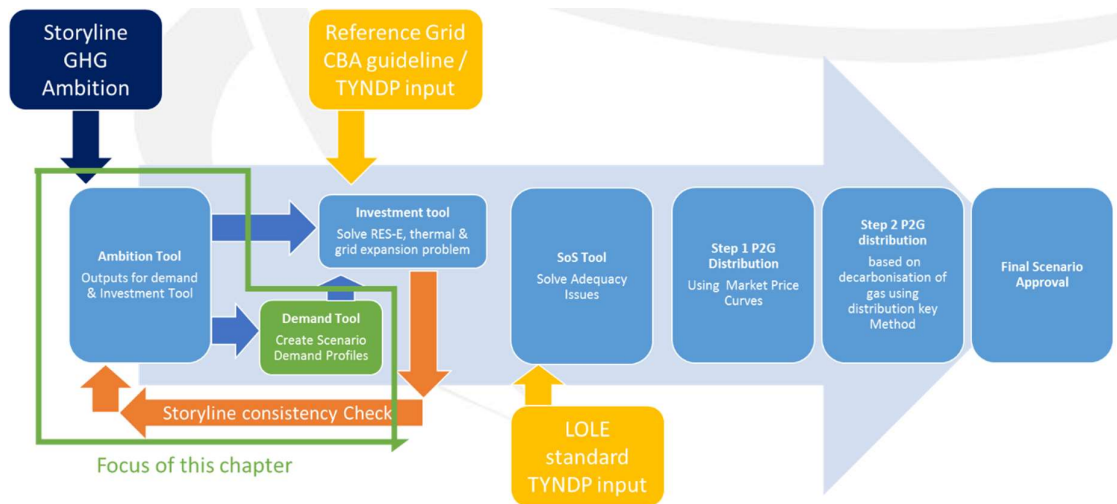 Storyline
GHG
Ambition
Reference Grid
CBA guideline /
TYNDP input
Ambition Tool
Outputs for demand
& Investment Tool
Investment tool
Solve RES-E, thermal &
grid expansion problem
Demand Tool
Create Scenario
Demand Profiles
SoS Tool
Solve Adequacy
Issues
Step 1 P2G
Distribution
Using Market Price
Curves
Step 2 P2G
distribution
based on
decarbonisation of
gas using
distribution key
Method
Final Scenario
Approval
Storyline consistency Check
Focus of this chapter
LOLE
standard
TYNDP input